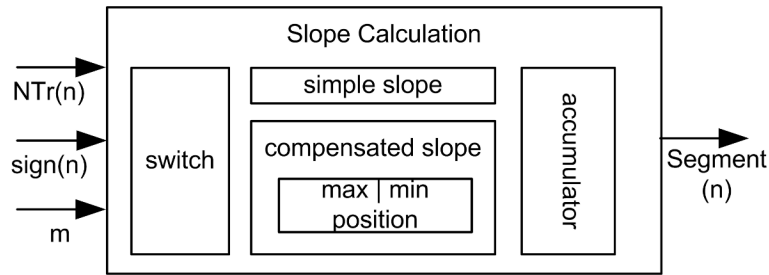 Slope Calculation
NTr(n)
sign(n)
m
switch
simple slope
compensated slope
max | min
position
accumulator
Segment
(n)